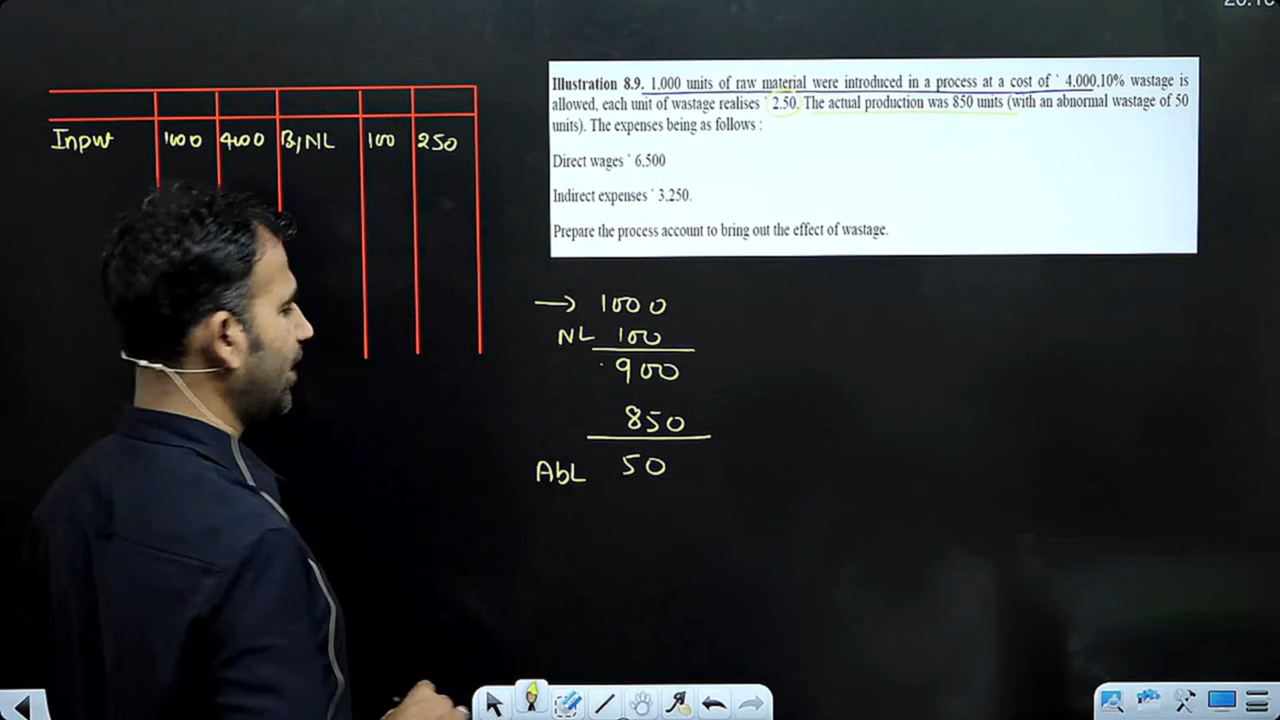 Illustration 8.9. 1,000 units of raw material were introduced in a process at a cost of ` 4,000.10% wastage is
allowed, each unit of wastage realises ` 2.50. The actual production was 850 units (with an abnormal wastage of 50
units). The expenses being as follows :
Direct wages ` 6,500
Indirect expenses ` 3,250.
Prepare the process account to bring out the effect of wastage.
Input 1000 4000 By NL 100 250
→ 1000
NL 100
900
850
AbL 50